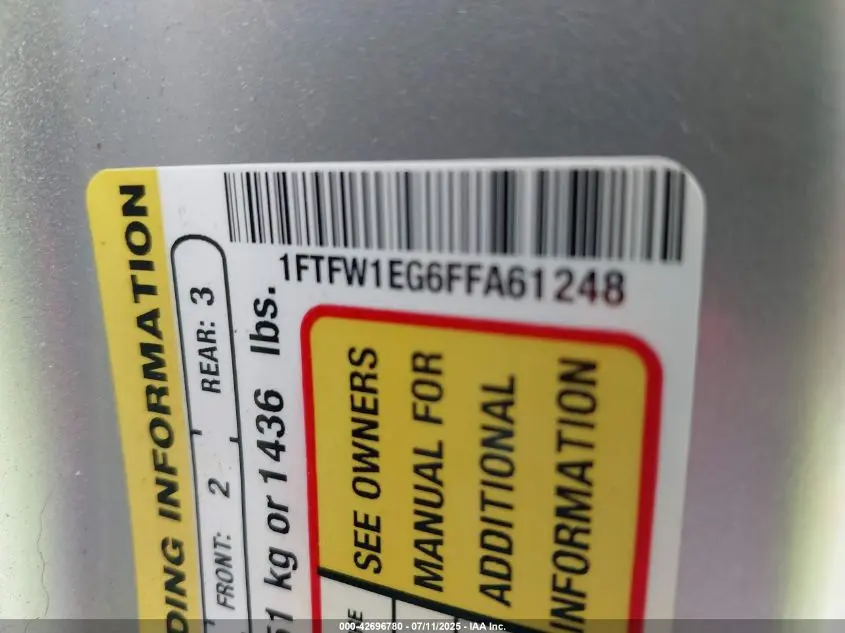 1FTFW1EG6FFA61248
DING INFORMATION
FRONT: 2 REAR: 3
51 kg or 1436 lbs.
SEE OWNERS
MANUAL FOR
ADDITIONAL
INFORMATION
000-42696780 - 07/11/2025 - IAA Inc.